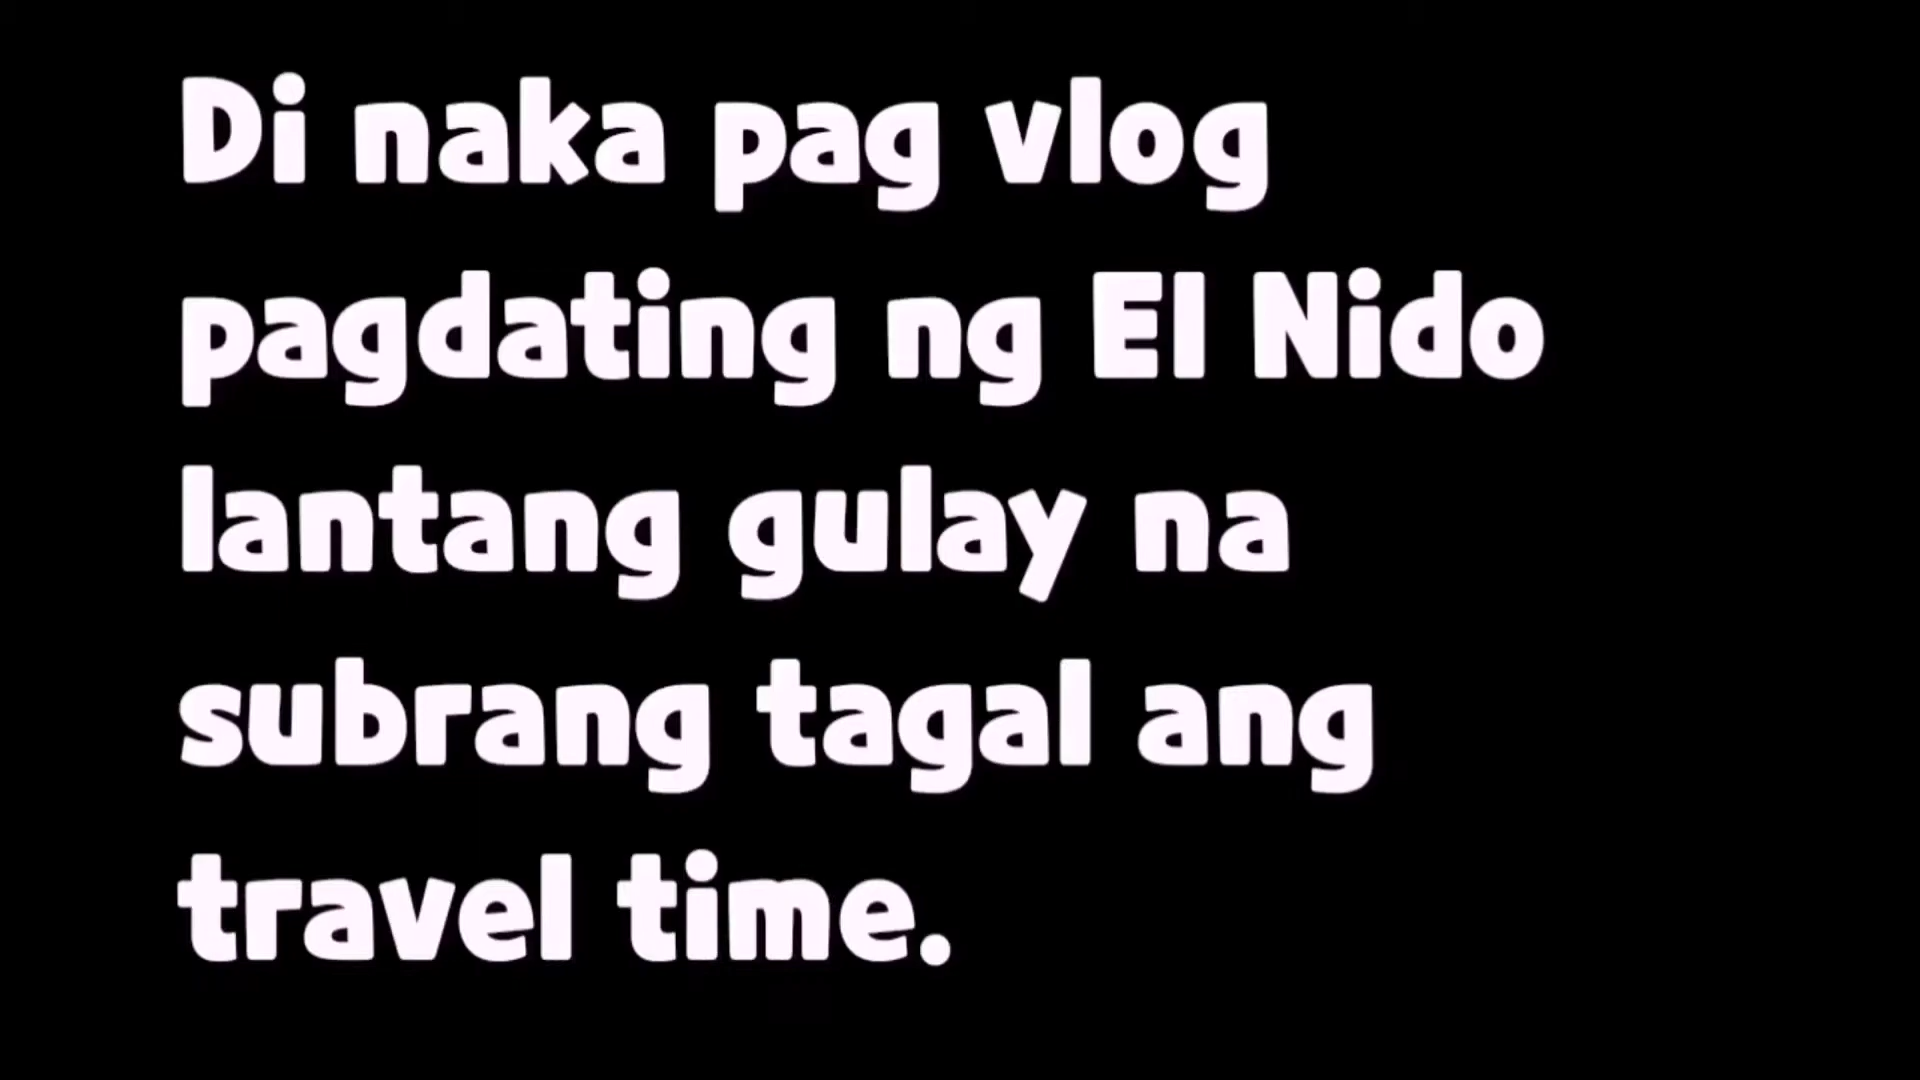 Di naka pag vlog
pagdating ng El Nido
lantang gulay na
subrang tagal ang
travel time.